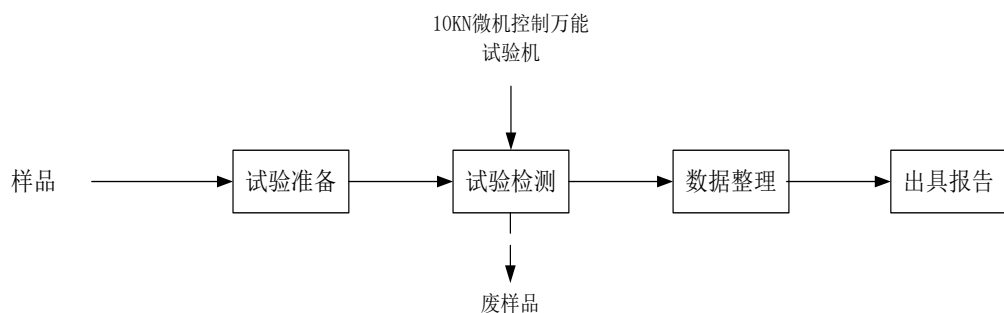 10KN微机控制万能
试验机
样品
试验准备
试验检测
数据整理
出具报告
废样品